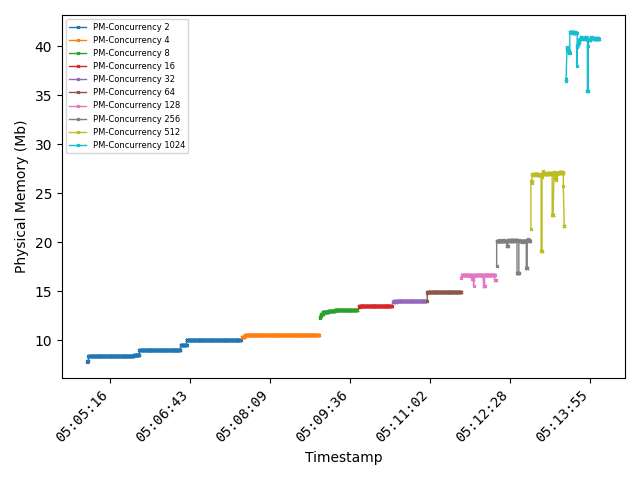 PM-Concurrency 2
PM-Concurrency 4
PM-Concurrency 8
PM-Concurrency 16
PM-Concurrency 32
PM-Concurrency 64
PM-Concurrency 128
PM-Concurrency 256
PM-Concurrency 512
PM-Concurrency 1024
Physical Memory (Mb)
40
35
30
25
20
15
10
05:05:16
05:06:43
05:08:09
05:09:36
05:11:02
05:12:28
05:13:55
Timestamp